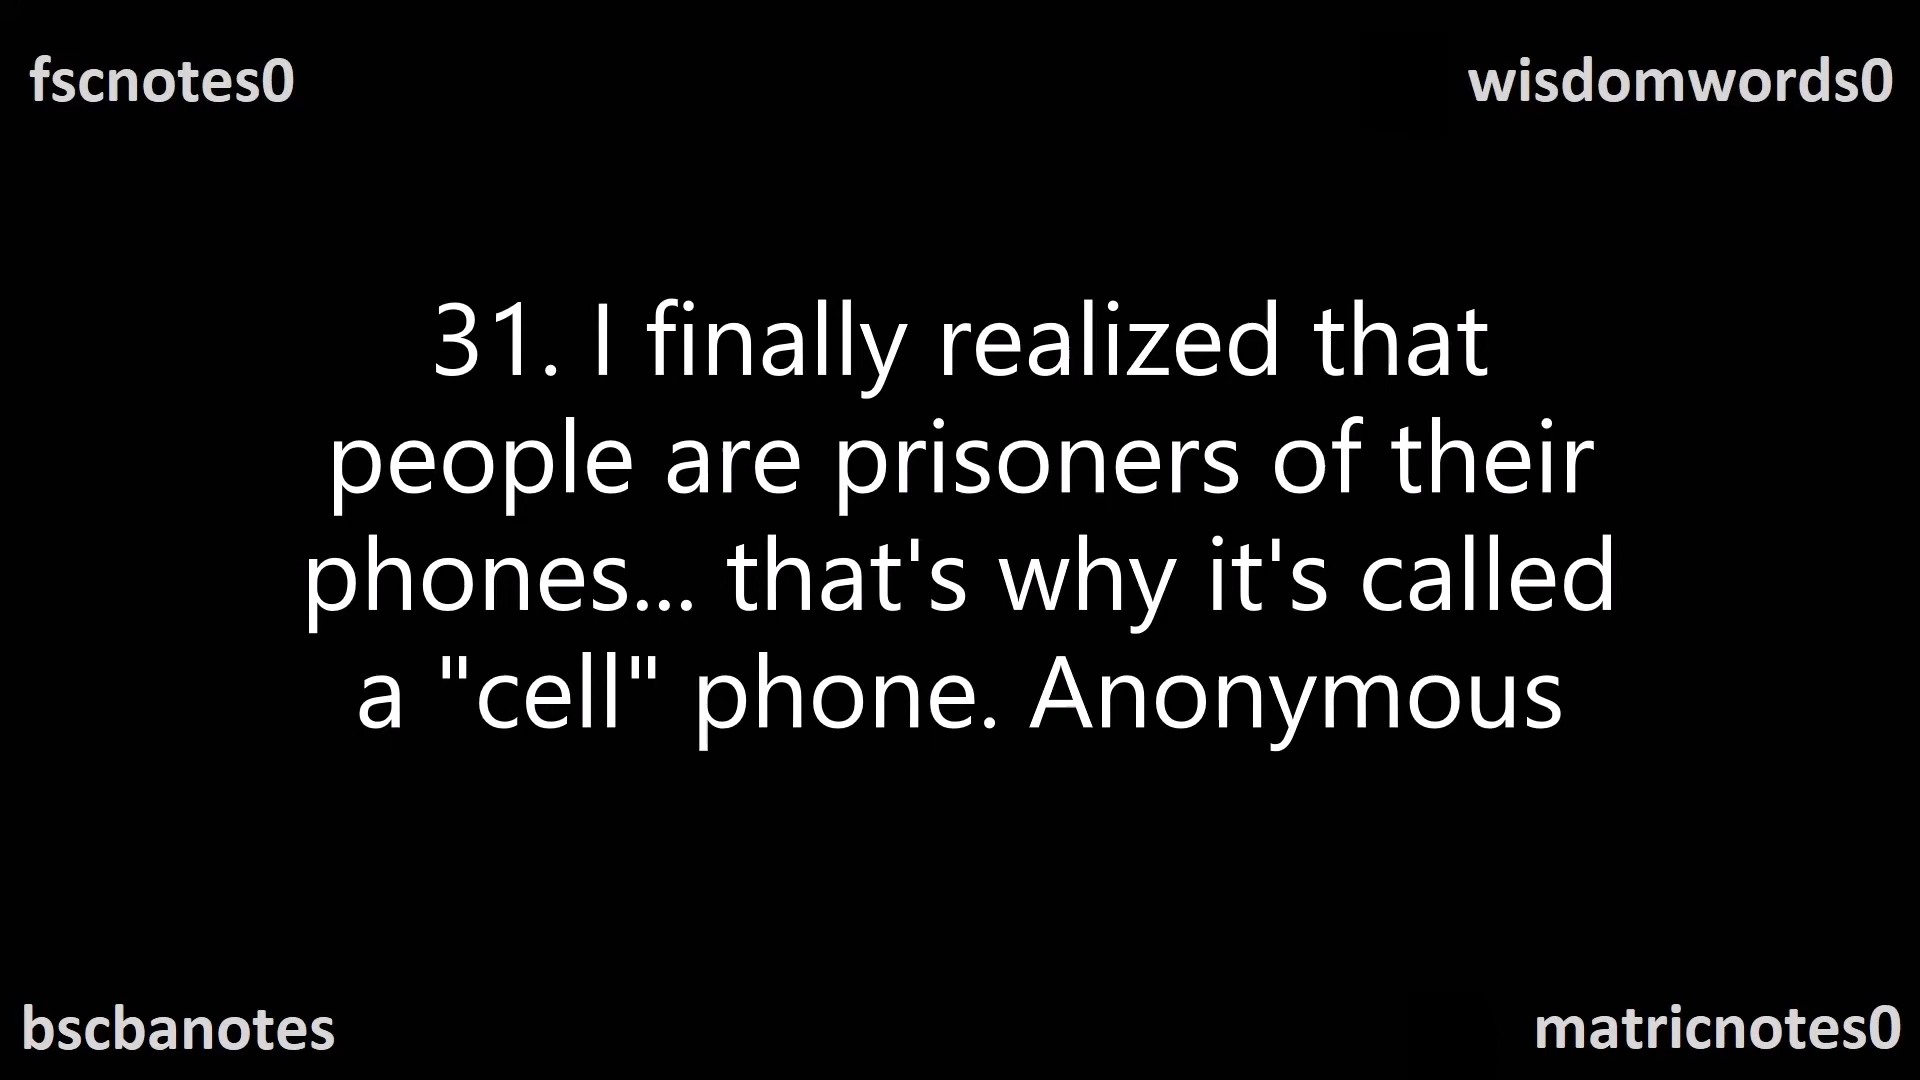 fscnotes0
wisdomwords0
31. I finally realized that
people are prisoners of their
phones... that's why it's called
a "cell" phone. Anonymous
bscbanotes
matricnotes0